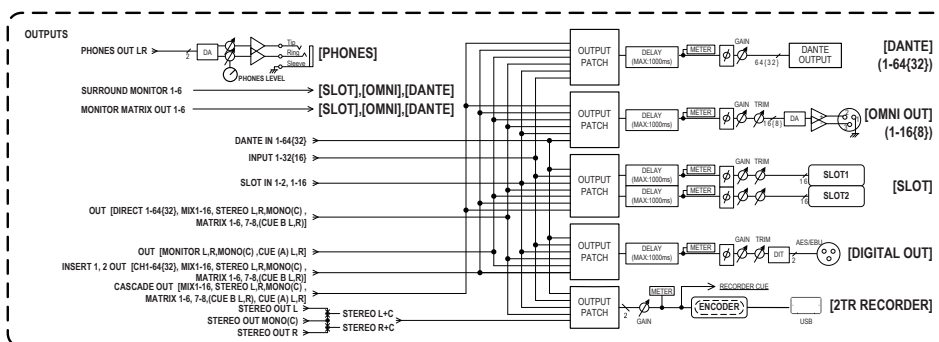 OUTPUTS
PHONES OUT LR
2
DA
Tip
Ring
Sleeve
PHONES LEVEL
[PHONES]
SURROUND MONITOR 1-6
[SLOT],[OMNI],[DANTE]
MONITOR MATRIX OUT 1-6
[SLOT],[OMNI],[DANTE]
DANTE IN 1-64{32}
INPUT 1-32{16}
SLOT IN 1-2, 1-16
OUT [DIRECT 1-64{32}, MIX1-16, STEREO L,R,MONO(C) ,
MATRIX 1-6, 7-8,(CUE B L,R)]
OUT [MONITOR L,R,MONO(C) ,CUE (A) L,R]
INSERT 1, 2 OUT [CH1-64{32}, MIX1-16, STEREO L,R,MONO(C) ,
MATRIX 1-6, 7-8,(CUE B L,R)]
CASCADE OUT [MIX1-16, STEREO L,R,MONO(C) ,
MATRIX 1-6, 7-8,(CUE B L,R), CUE (A) L,R]
STEREO OUT L
STEREO OUT MONO(C)
STEREO OUT R
STEREO L+C
STEREO R+C
OUTPUT
PATCH
DELAY
(MAX:1000ms)
METER
ϕ
GAIN
64(32)
DANTE
OUTPUT
[DANTE]
(1-64{32})
OUTPUT
PATCH
DELAY
(MAX:1000ms)
METER
ϕ
GAIN
TRIM
16(8)
DA
[OMNI OUT]
(1-16{8})
OUTPUT
PATCH
DELAY
(MAX:1000ms)
METER
ϕ
GAIN
TRIM
16
SLOT1
DELAY
(MAX:1000ms)
METER
ϕ
16
SLOT2
[SLOT]
OUTPUT
PATCH
DELAY
(MAX:1000ms)
METER
ϕ
GAIN
TRIM
DIT
AES/EBU
2
[DIGITAL OUT]
OUTPUT
PATCH
2
GAIN
METER
RECORDER CUE
(ENCODER)
USB
[2TR RECORDER]